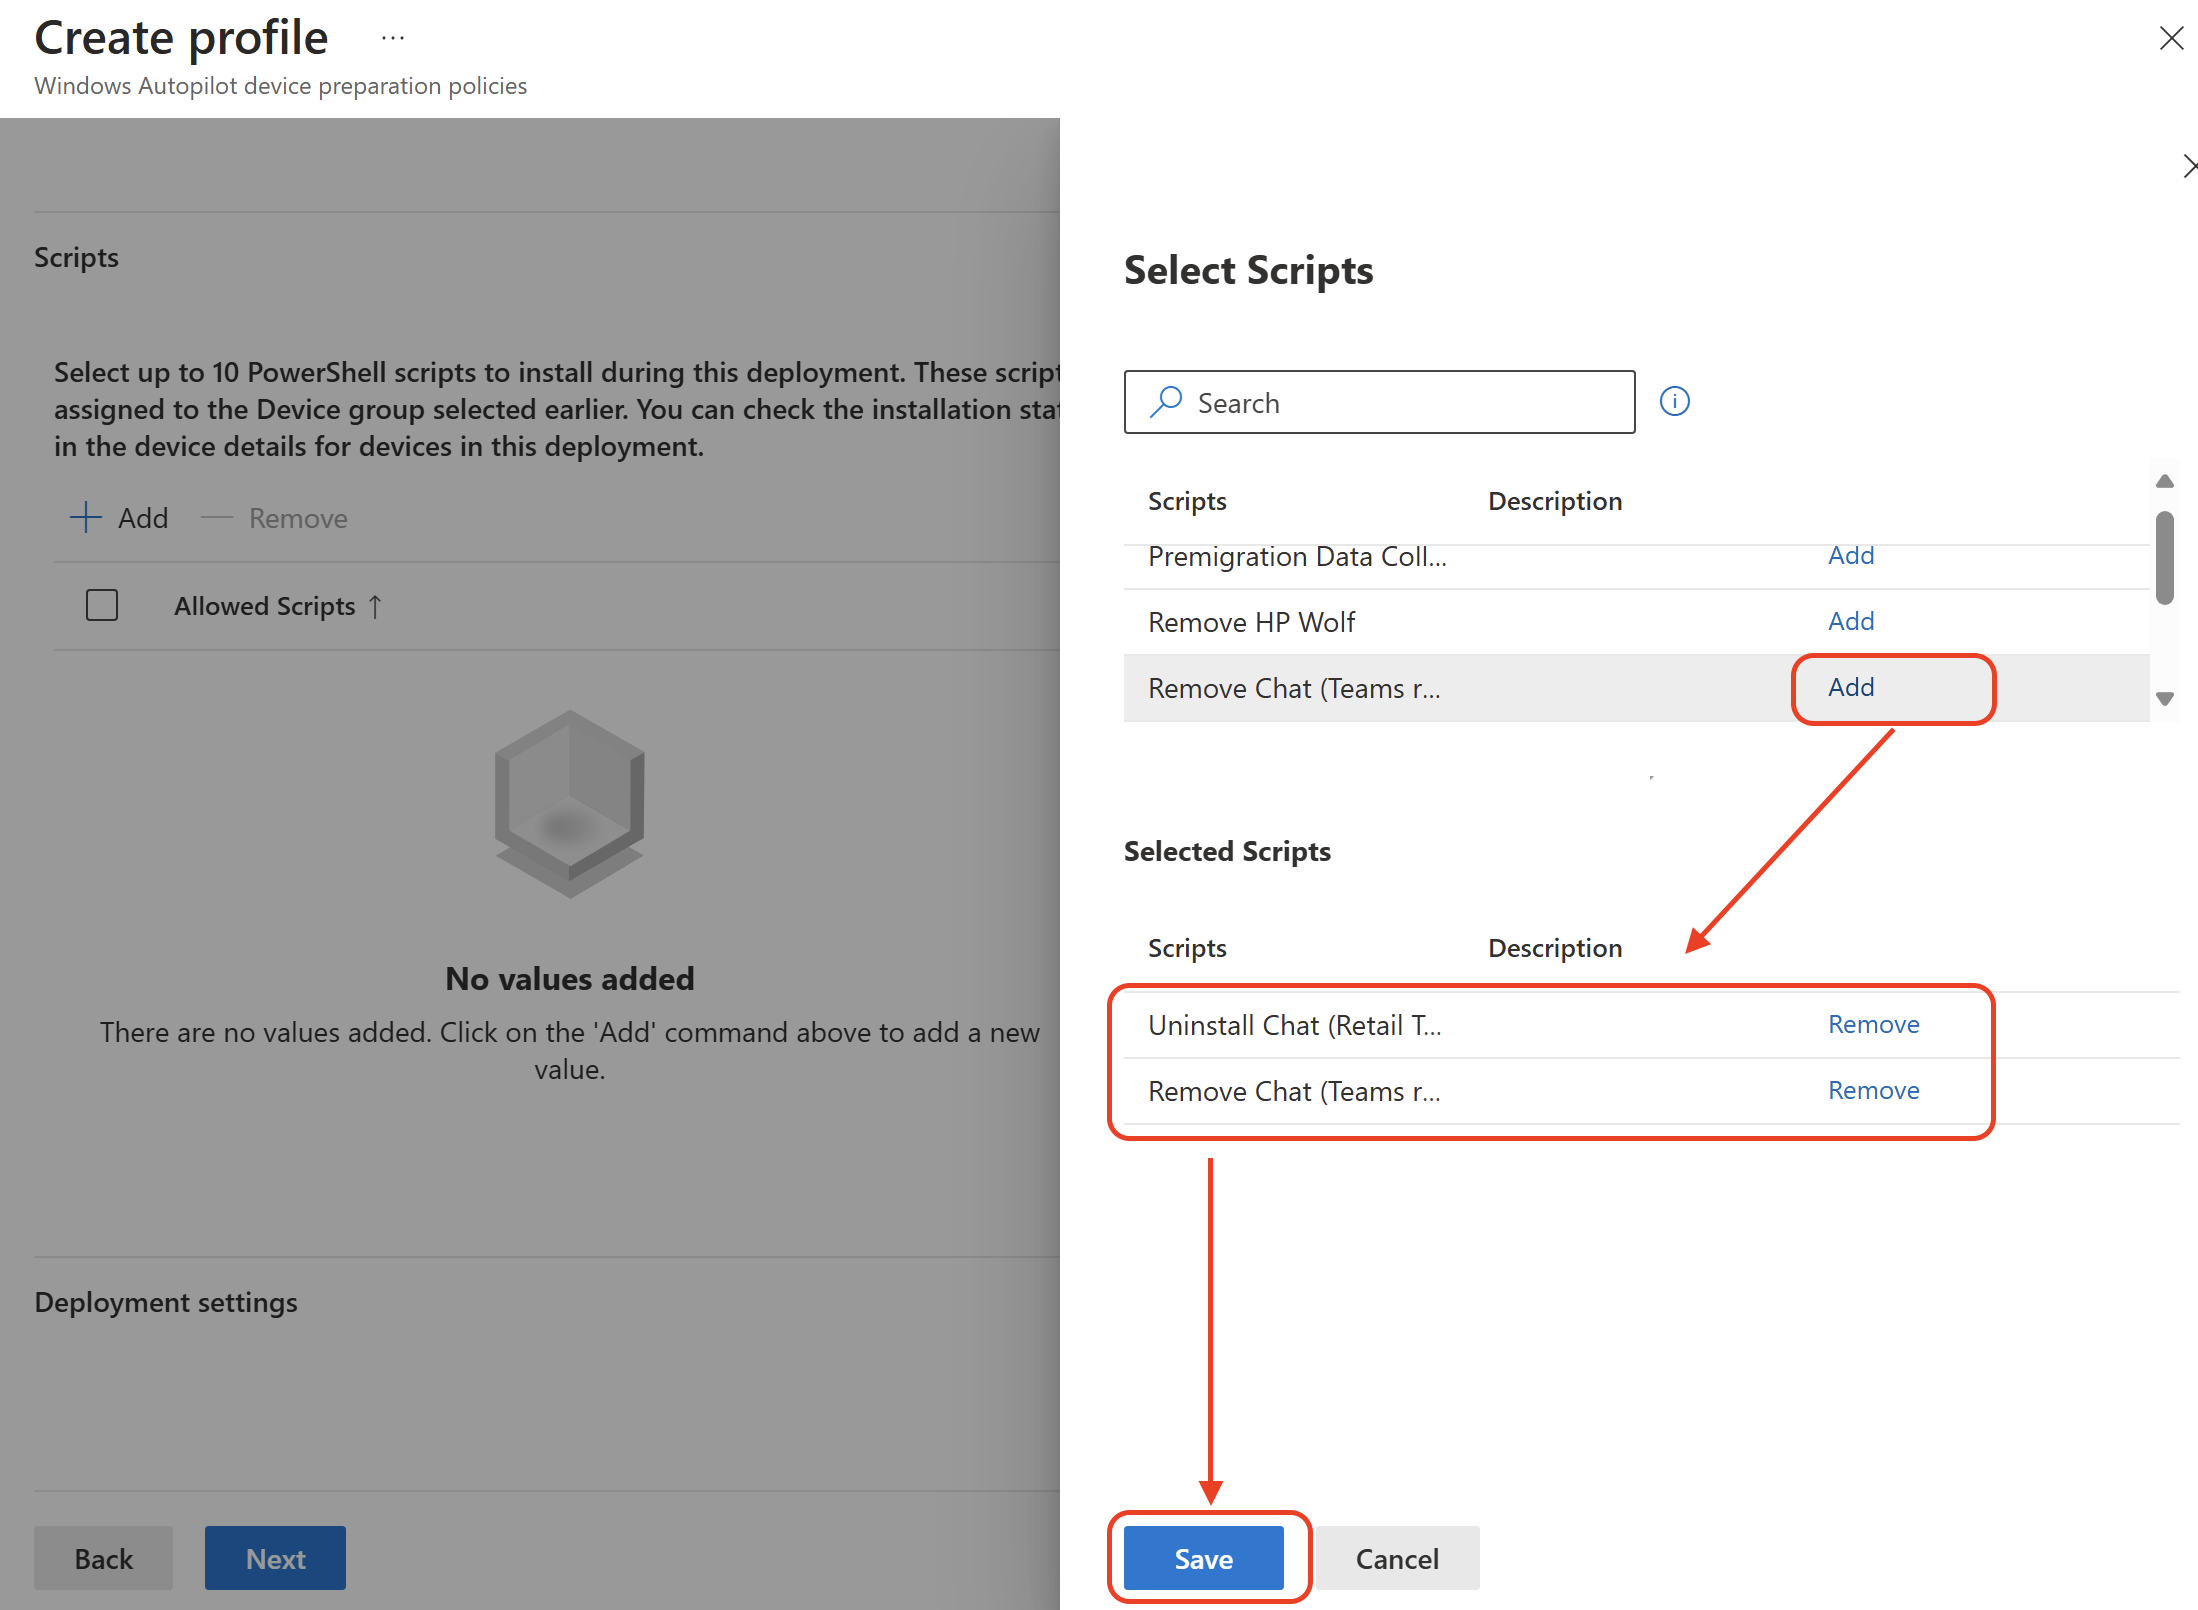 Create profile ...
Windows Autopilot device preparation policies
Scripts
Select up to 10 PowerShell scripts to install during this deployment. These script
assigned to the Device group selected earlier. You can check the installation sta
in the device details for devices in this deployment.
Add
Remove
Allowed Scripts ↑
No values added
There are no values added. Click on the 'Add' command above to add a new
value.
Deployment settings
Back
Next
Select Scripts
Search
Scripts Description
Premigration Data Coll... Add
Remove HP Wolf Add
Remove Chat (Teams r... Add
Selected Scripts
Scripts Description
Uninstall Chat (Retail T... Remove
Remove Chat (Teams r... Remove
Save
Cancel